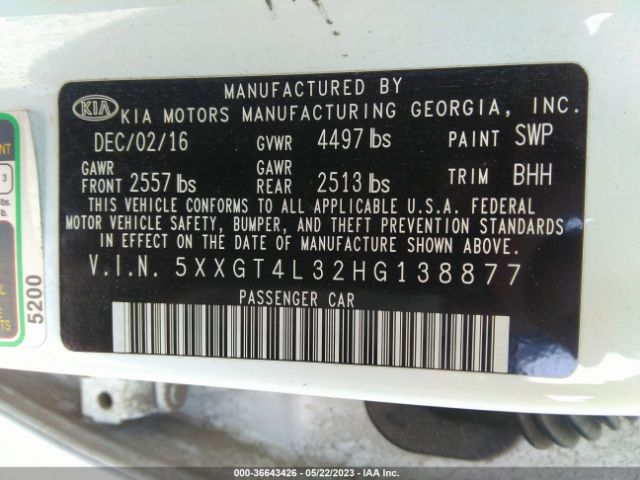 MANUFACTURED BY
KIA KIA MOTORS MANUFACTURING GEORGIA, INC.
DEC/02/16 GVWR 4497 lbs PAINT SWP
GAWR FRONT 2557 lbs GAWR REAR 2513 lbs TRIM BHH
THIS VEHICLE CONFORMS TO ALL APPLICABLE U.S.A. FEDERAL
MOTOR VEHICLE SAFETY, BUMPER, AND THEFT PREVENTION STANDARDS
IN EFFECT ON THE DATE OF MANUFACTURE SHOWN ABOVE.
V.I.N. 5XXGT4L32HG138877
PASSENGER CAR
3
lbs.
lb.
5200
000-36643426 - 05/22/2023 - IAA Inc.